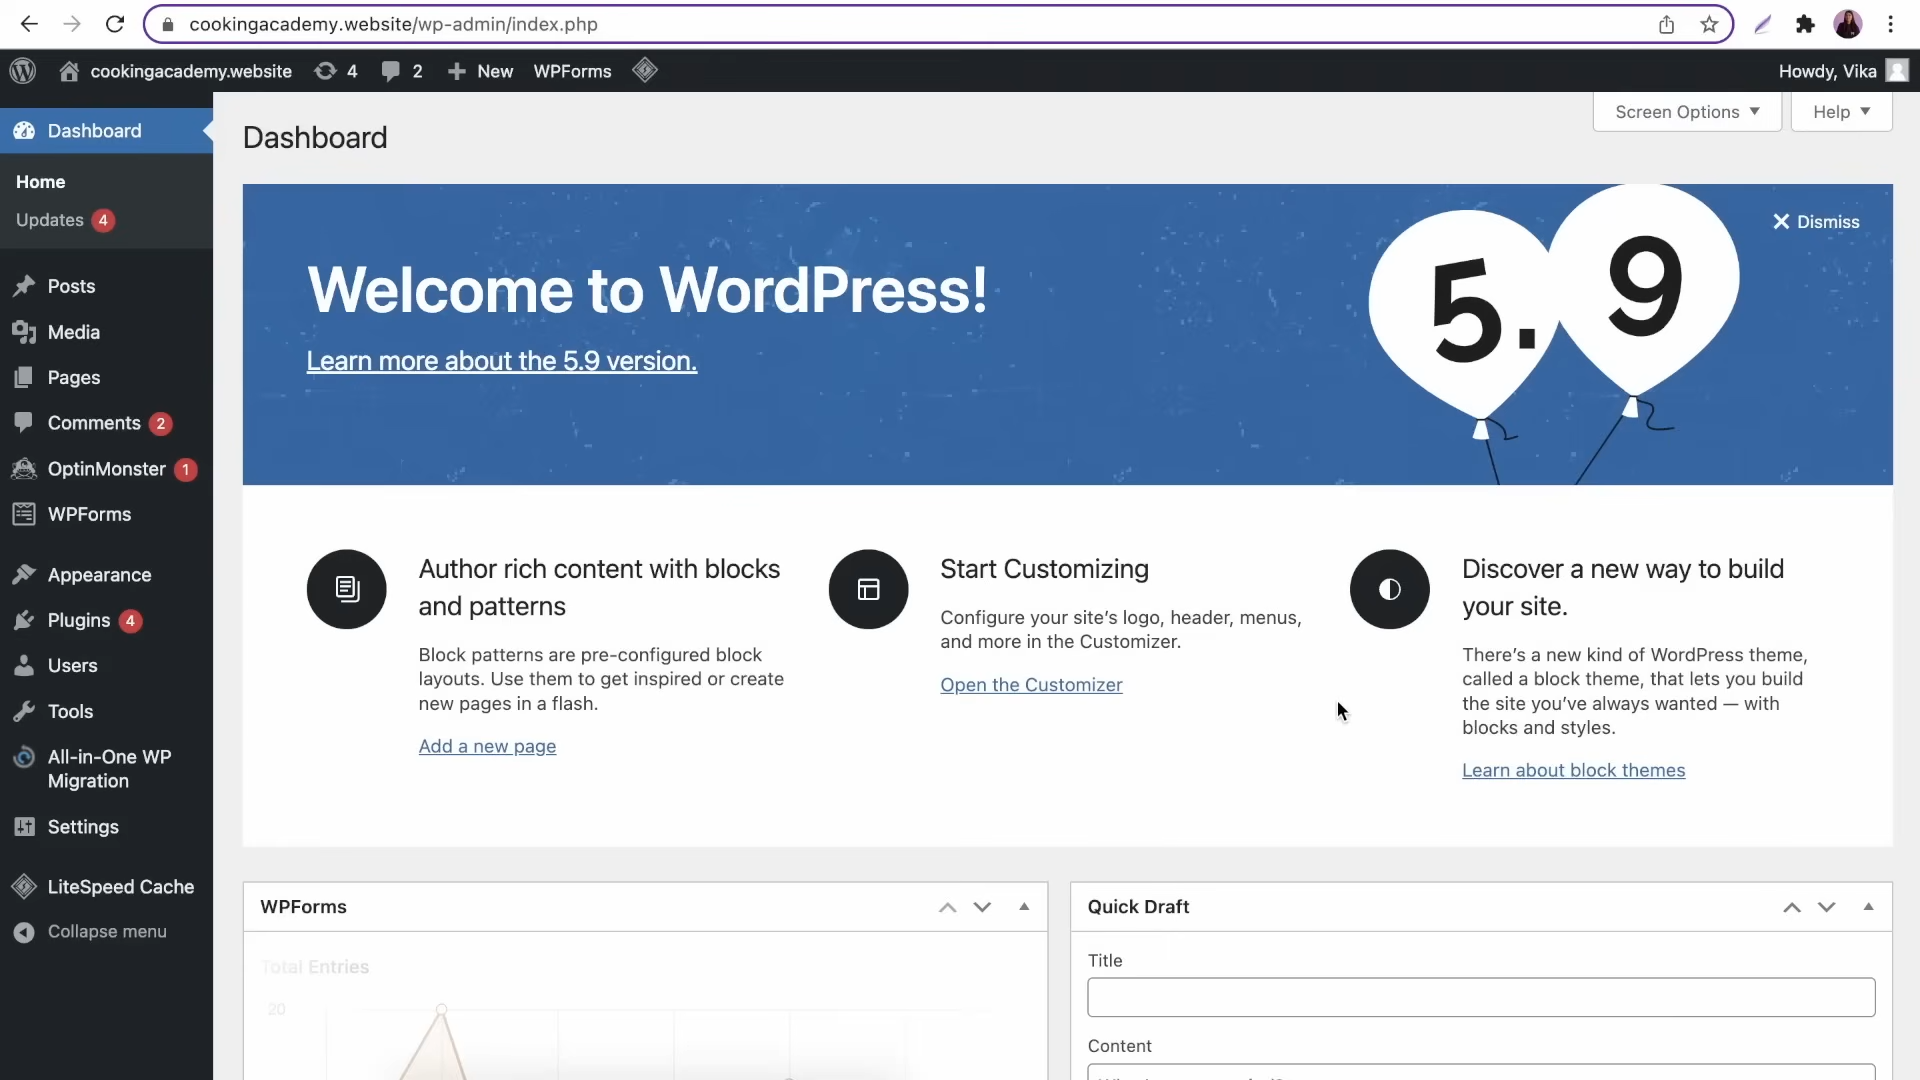 cookingacademy.website/wp-admin/index.php
cookingacademy.website
4
2
New
WPForms
Howdy, Vika
Dashboard
Home
Updates 4
Posts
Media
Pages
Comments 2
OptinMonster 1
WPForms
Appearance
Plugins 4
Users
Tools
All-in-One WP
Migration
Settings
LiteSpeed Cache
Collapse menu
Dashboard
Screen Options
Help
Welcome to WordPress!
Learn more about the 5.9 version.
5.9
Dismiss
Author rich content with blocks
and patterns
Block patterns are pre-configured block
layouts. Use them to get inspired or create
new pages in a flash.
Add a new page
Start Customizing
Configure your site's logo, header, menus,
and more in the Customizer.
Open the Customizer
Discover a new way to build
your site.
There's a new kind of WordPress theme,
called a block theme, that lets you build
the site you've always wanted — with
blocks and styles.
Learn about block themes
WPForms
Total Entries
20
Quick Draft
Title
Content